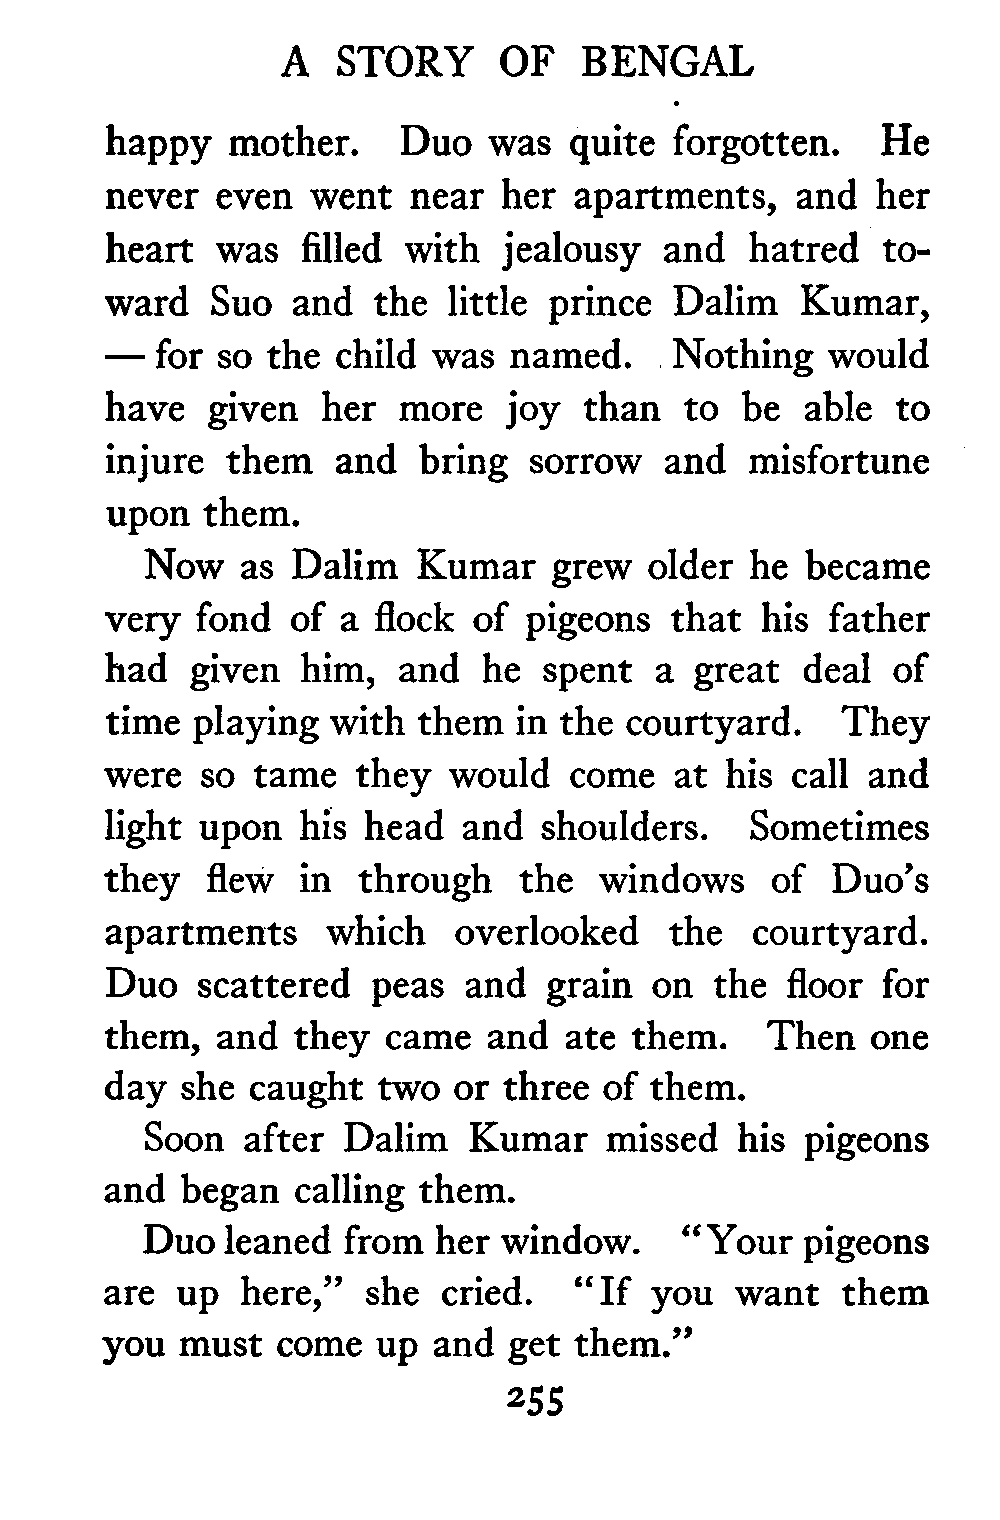 A STORY OF BENGAL
happy mother. Duo was quite forgotten. He
never even went near her apartments, and her
heart was filled with jealousy and hatred to-
ward Suo and the little prince Dalim Kumar,
— for so the child was named. Nothing would
have given her more joy than to be able to
injure them and bring sorrow and misfortune
upon them.
Now as Dalim Kumar grew older he became
very fond of a flock of pigeons that his father
had given him, and he spent a great deal of
time playing with them in the courtyard. They
were so tame they would come at his call and
light upon his head and shoulders. Sometimes
they flew in through the windows of Duo's
apartments which overlooked the courtyard.
Duo scattered peas and grain on the floor for
them, and they came and ate them. Then one
day she caught two or three of them.
Soon after Dalim Kumar missed his pigeons
and began calling them.
Duo leaned from her window. “Your pigeons
are up here,” she cried. “If you want them
you must come up and get them.”
255